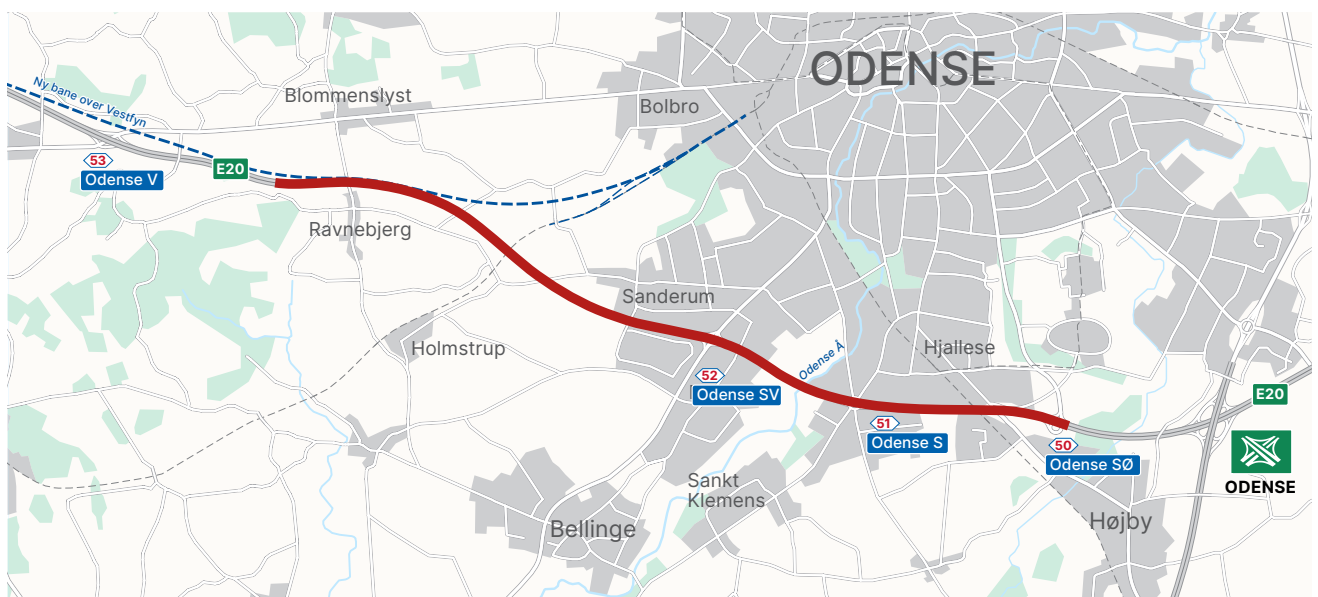 ODENSE
Ny bane over Vestfyn
Blommenslyst
Bolbro
53
Odense V
E20
Ravnebjerg
Sanderum
Holmstrup
Odense Å
Hjallese
52
Odense SV
E20
51
Odense S
50
Odense SØ
ODENSE
Sankt
Klemens
Bellinge
Højby